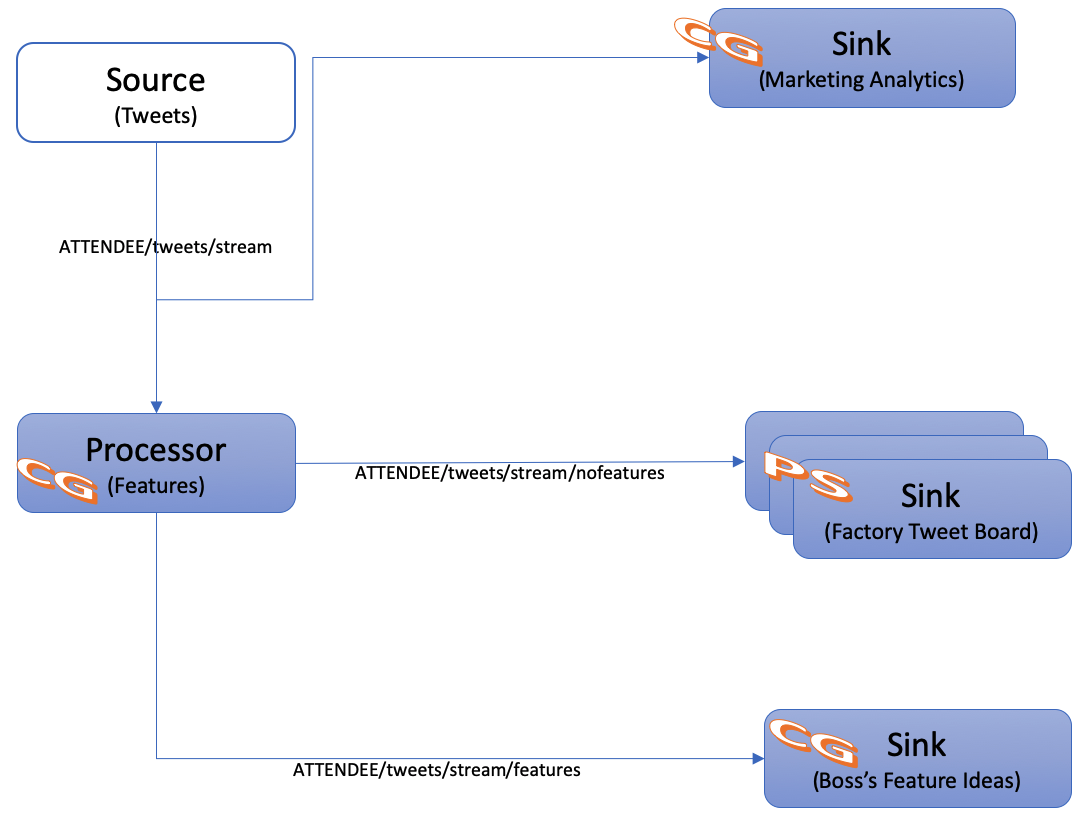 Source
(Tweets)
CG
Sink
(Marketing Analytics)
ATTENDEE/tweets/stream
Processor
CG
(Features)
ATTENDEE/tweets/stream/nofeatures
PS
Sink
(Factory Tweet Board)
ATTENDEE/tweets/stream/features
CG
Sink
(Boss’s Feature Ideas)